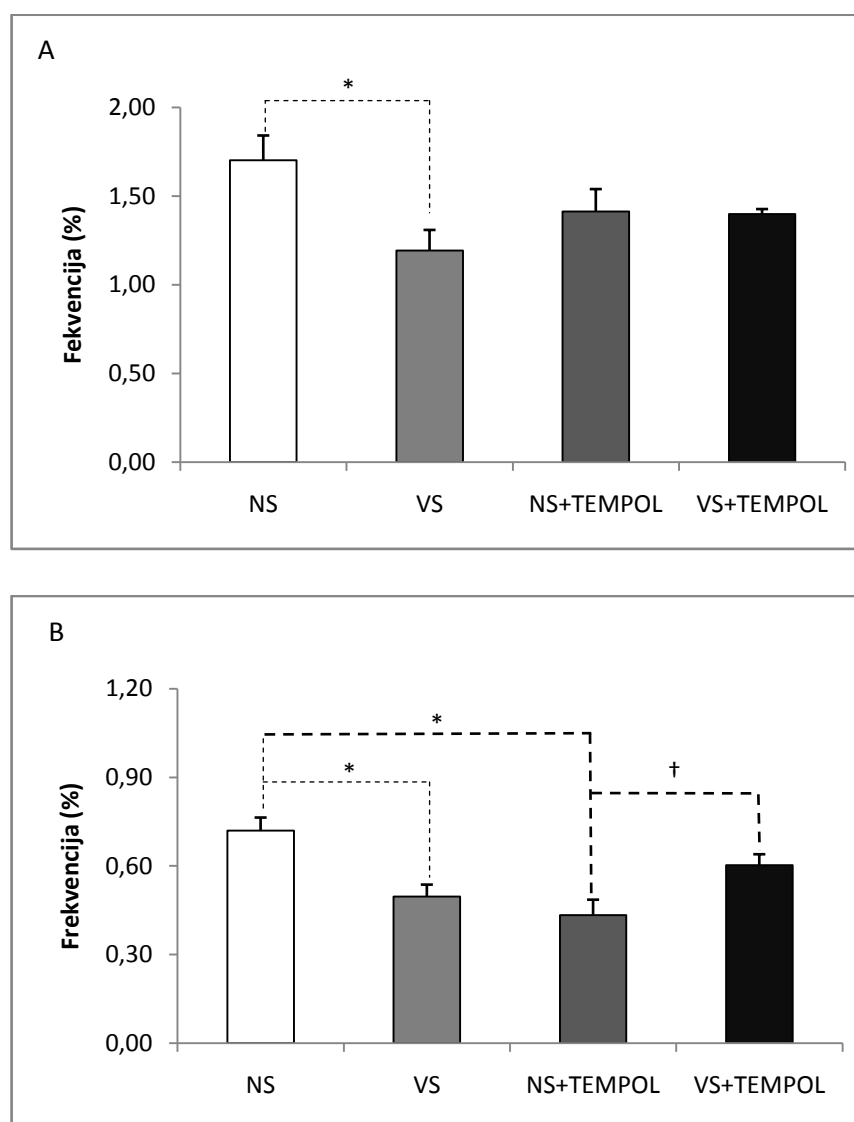 A
*
2,00
1,50
1,00
0,50
0,00
Fekvencija (%)
NS VS NS+TEMPOL VS+TEMPOL
B
1,20
*
†
0,90
*
0,60
0,30
0,00
Frekvencija (%)
NS VS NS+TEMPOL VS+TEMPOL